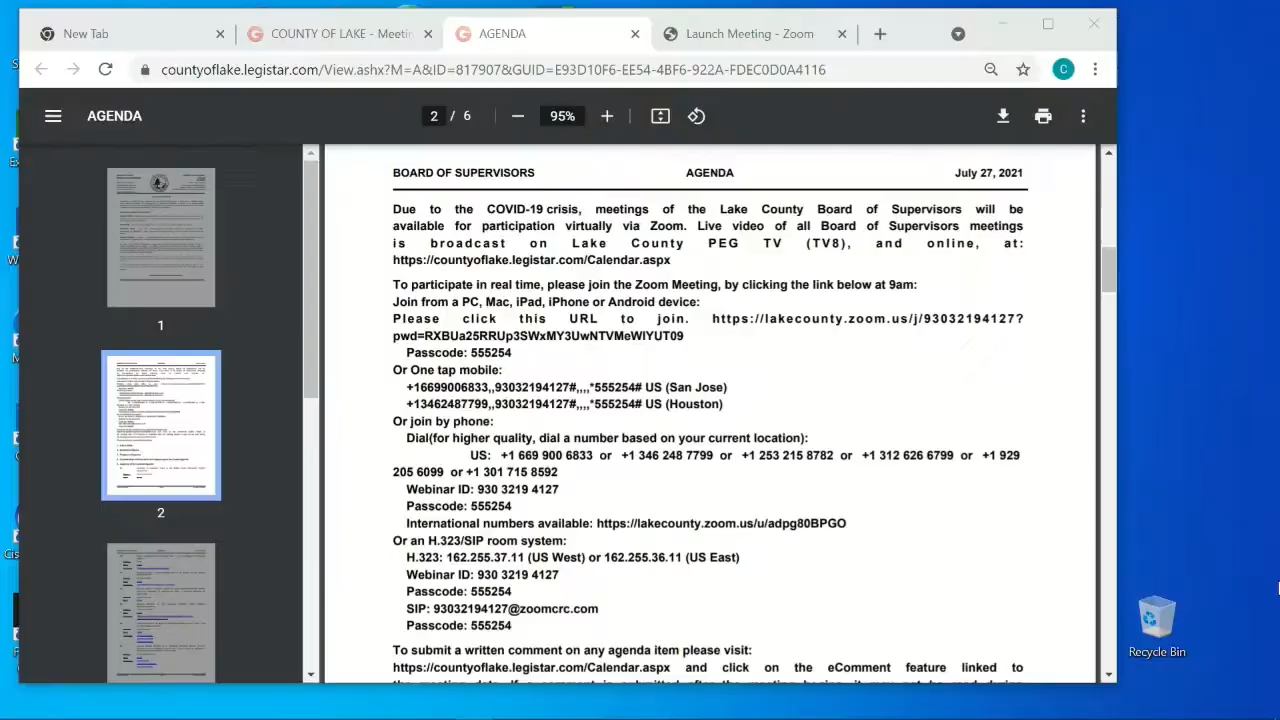 New Tab
COUNTY OF LAKE - Meetin
AGENDA
Launch Meeting - Zoom
countyoflake.legistar.com/View.ashx?M=A&ID=817907&GUID=E93D10F6-EE54-4BF6-922A-FDEC0D0A4116
C
AGENDA
2 / 6
95%
1
2
BOARD OF SUPERVISORS AGENDA July 27, 2021
Due to the COVID-19 crisis, meetings of the Lake County Board of Supervisors will be
available for participation virtually via Zoom. Live video of all Board of Supervisors meetings
is broadcast on Lake County PEG TV (TV8), and online, at:
https://countyoflake.legistar.com/Calendar.aspx
To participate in real time, please join the Zoom Meeting, by clicking the link below at 9am:
Join from a PC, Mac, iPad, iPhone or Android device:
Please click this URL to join. https://lakecounty.zoom.us/j/93032194127?
pwd=RXBUa25RRUp3SWxMY3UwNTVMeWlYUT09
Passcode: 555254
Or One tap mobile:
+16699006833,,93032194127#,,,,*555254# US (San Jose)
+13462487799,,93032194127#,,,,*555254# US (Houston)
Or join by phone:
Dial(for higher quality, dial a number based on your current location):
US: +1 669 900 6833 or +1 346 248 7799 or +1 253 215 8782 or +1 312 626 6799 or +1 929
205 6099 or +1 301 715 8592
Webinar ID: 930 3219 4127
Passcode: 555254
International numbers available: https://lakecounty.zoom.us/u/adpg80BPGO
Or an H.323/SIP room system:
H.323: 162.255.37.11 (US West) or 162.255.36.11 (US East)
Webinar ID: 930 3219 4127
Passcode: 555254
SIP: 93032194127@zoomcrc.com
Passcode: 555254
To submit a written comment on any agenda item please visit:
https://countyoflake.legistar.com/Calendar.aspx and click on the eComment feature linked to
Recycle Bin